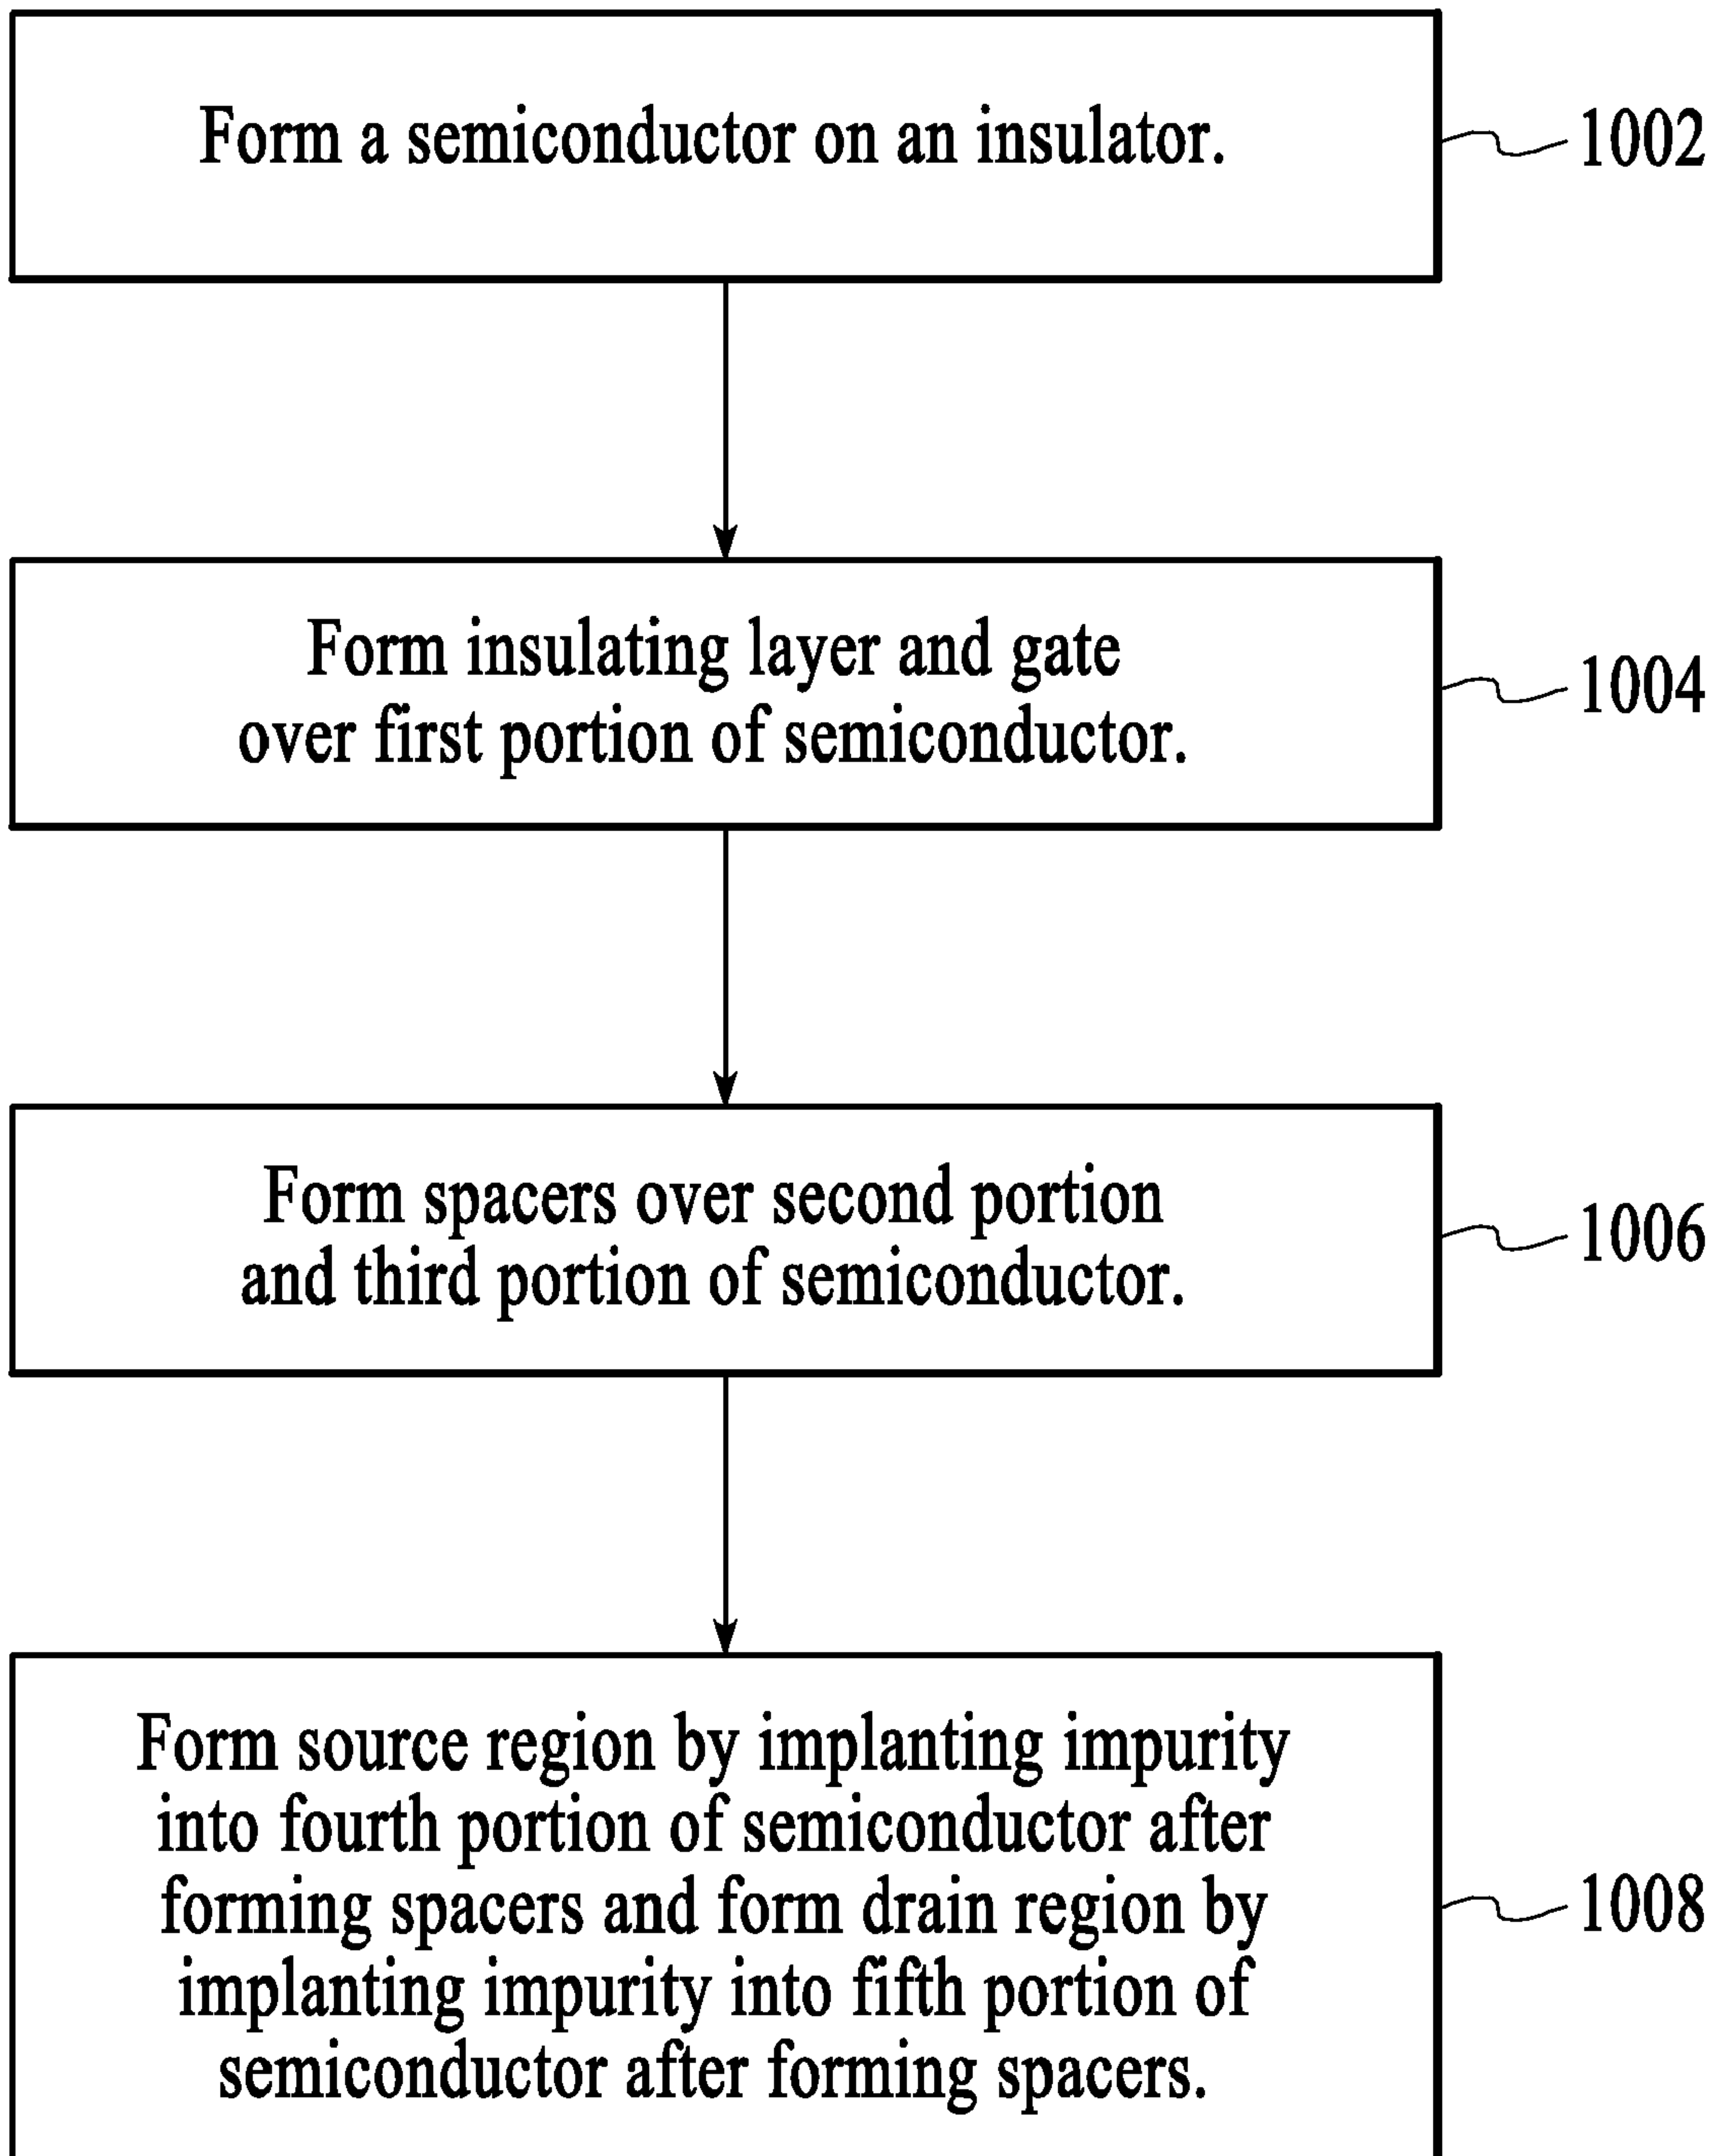 Form a semiconductor on an insulator.
1002
Form insulating layer and gate
over first portion of semiconductor.
1004
Form spacers over second portion
and third portion of semiconductor.
1006
Form source region by implanting impurity
into fourth portion of semiconductor after
forming spacers and form drain region by
implanting impurity into fifth portion of
semiconductor after forming spacers.
1008